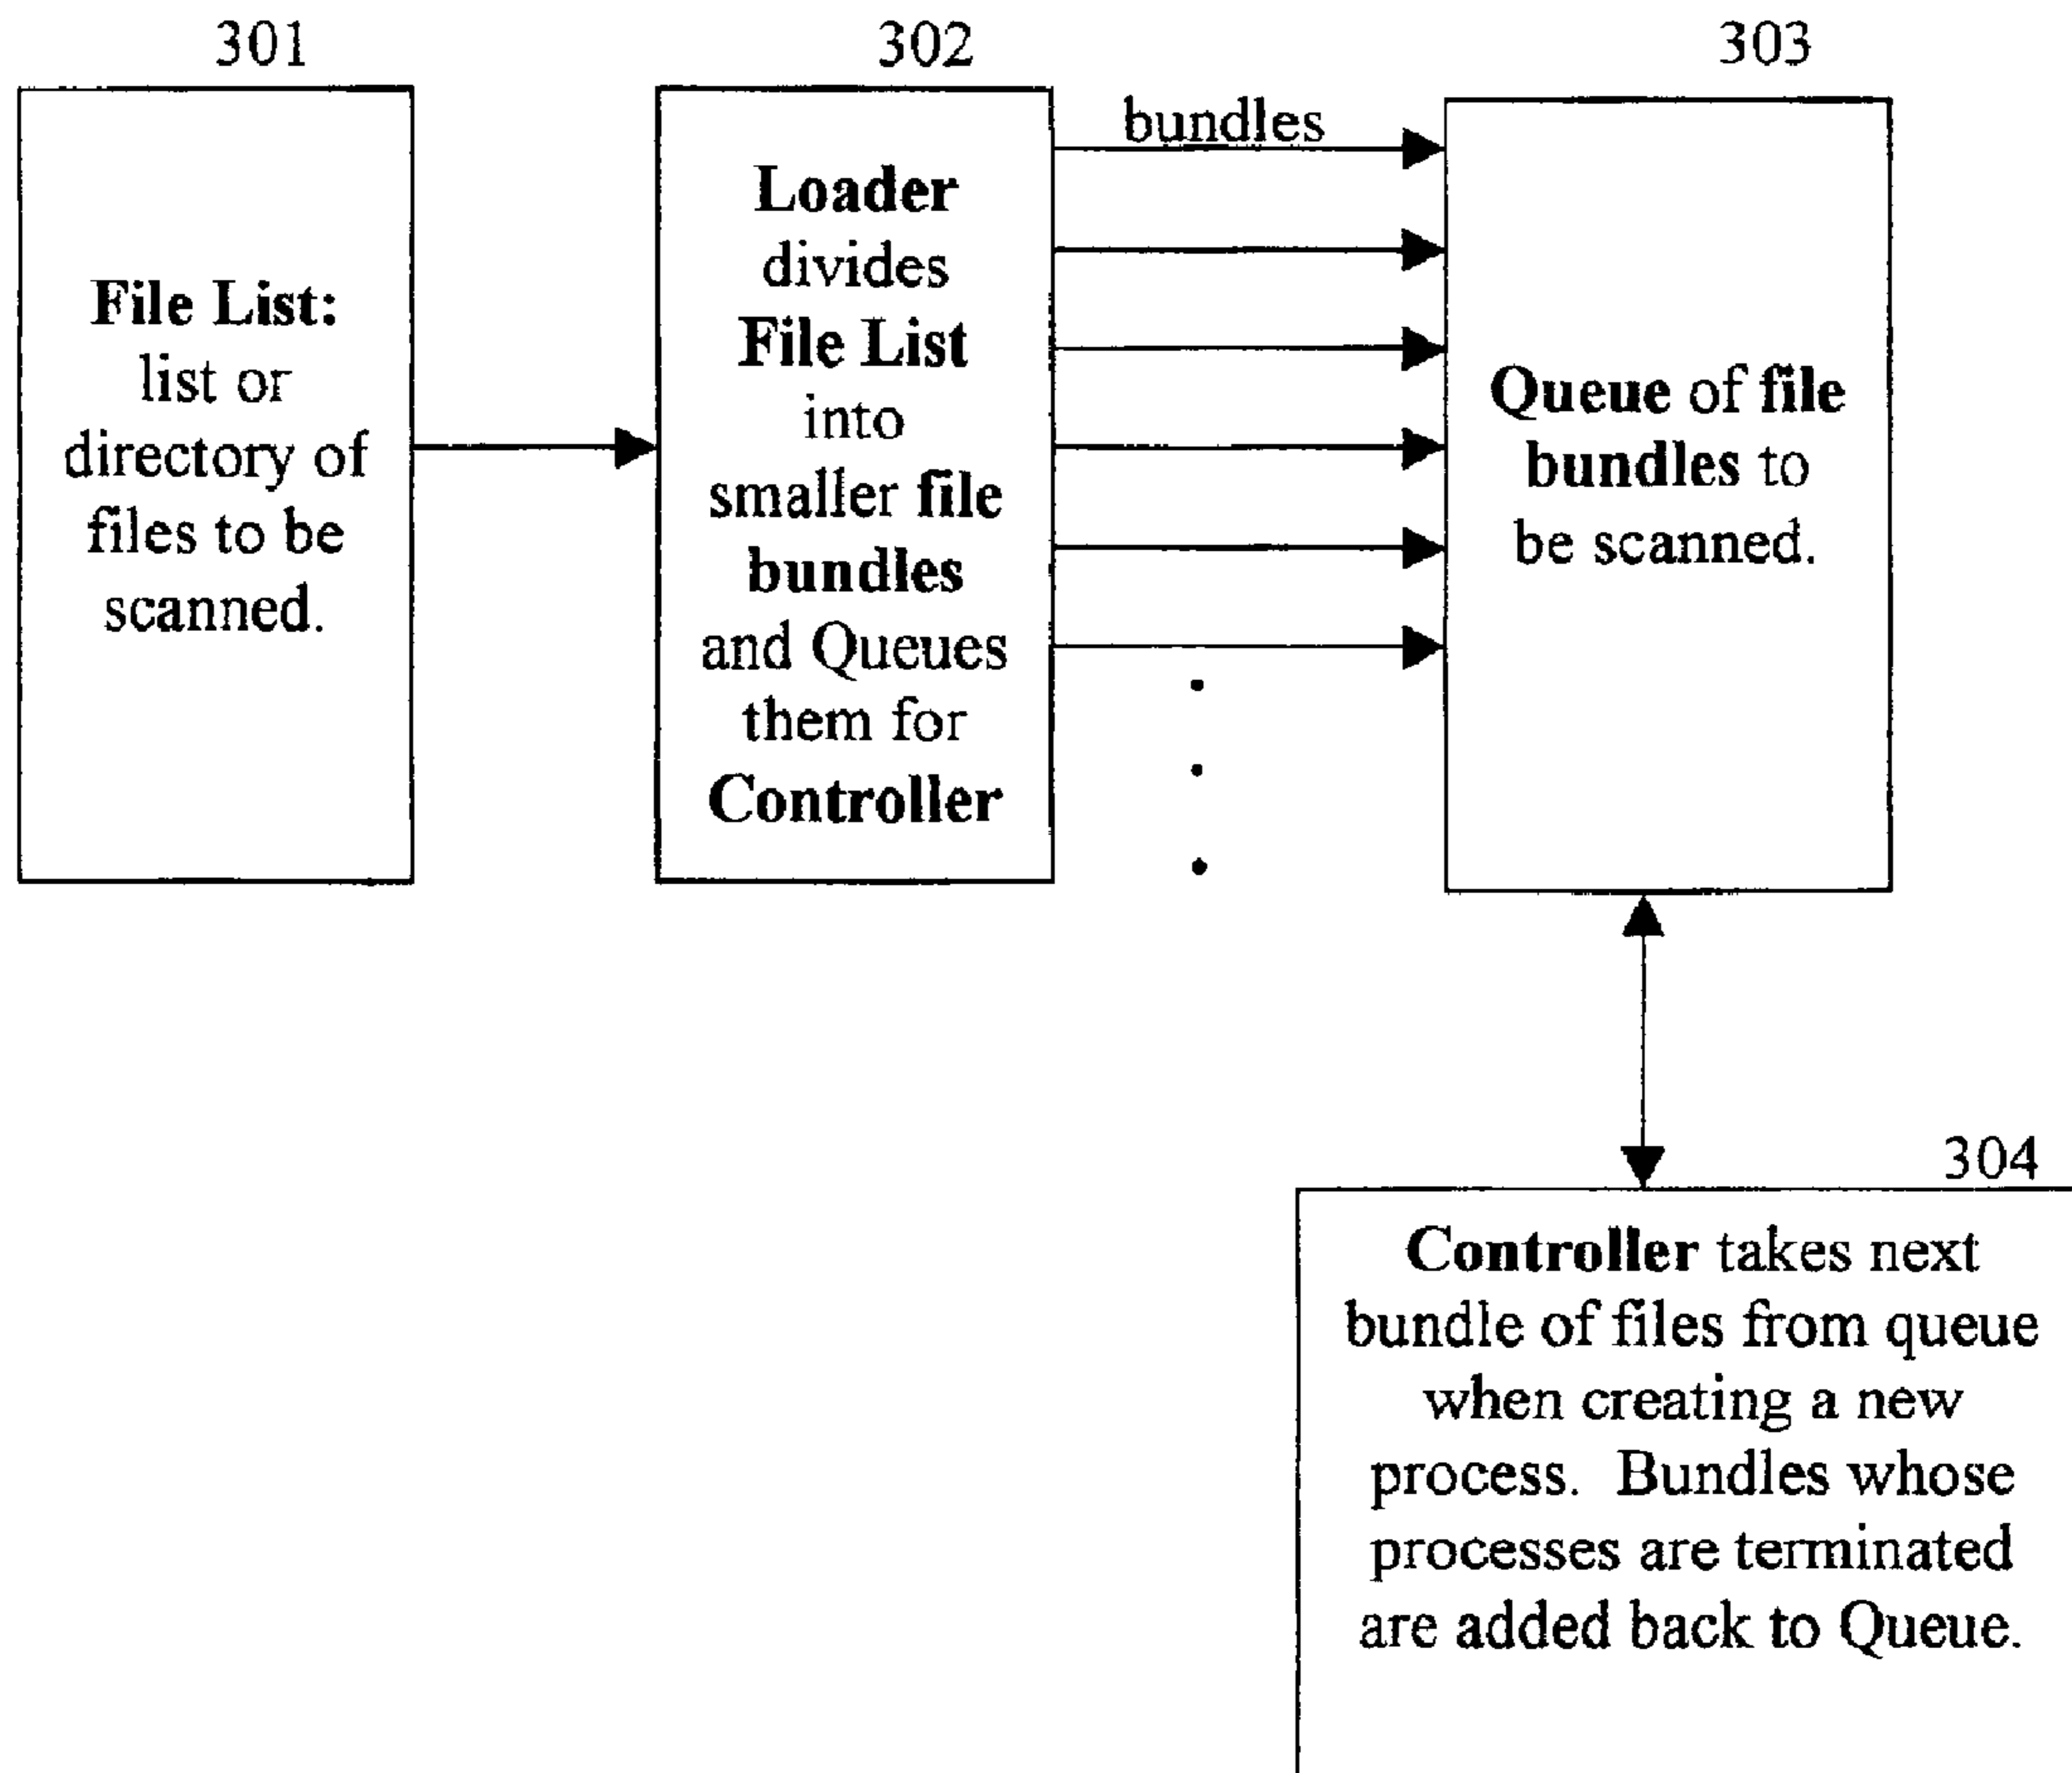 301
File List:
list or
directory of
files to be
scanned.
302
Loader
divides
File List
into
smaller file
bundles
and Queues
them for
Controller
bundles
303
Queue of file
bundles to
be scanned.
304
Controller takes next
bundle of files from queue
when creating a new
process. Bundles whose
processes are terminated
are added back to Queue.